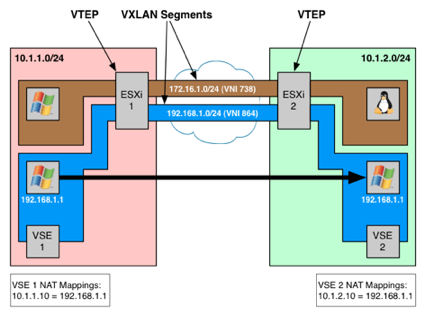 VTEP
VXLAN Segments
VTEP
10.1.1.0/24
10.1.2.0/24
ESXi
1
172.16.1.0/24 (VNI 738)
192.168.1.0/24 (VNI 864)
ESXi
2
192.168.1.1
192.168.1.1
VSE
1
VSE
2
VSE 1 NAT Mappings:
10.1.1.10 = 192.168.1.1
VSE 2 NAT Mappings:
10.1.2.10 = 192.168.1.1